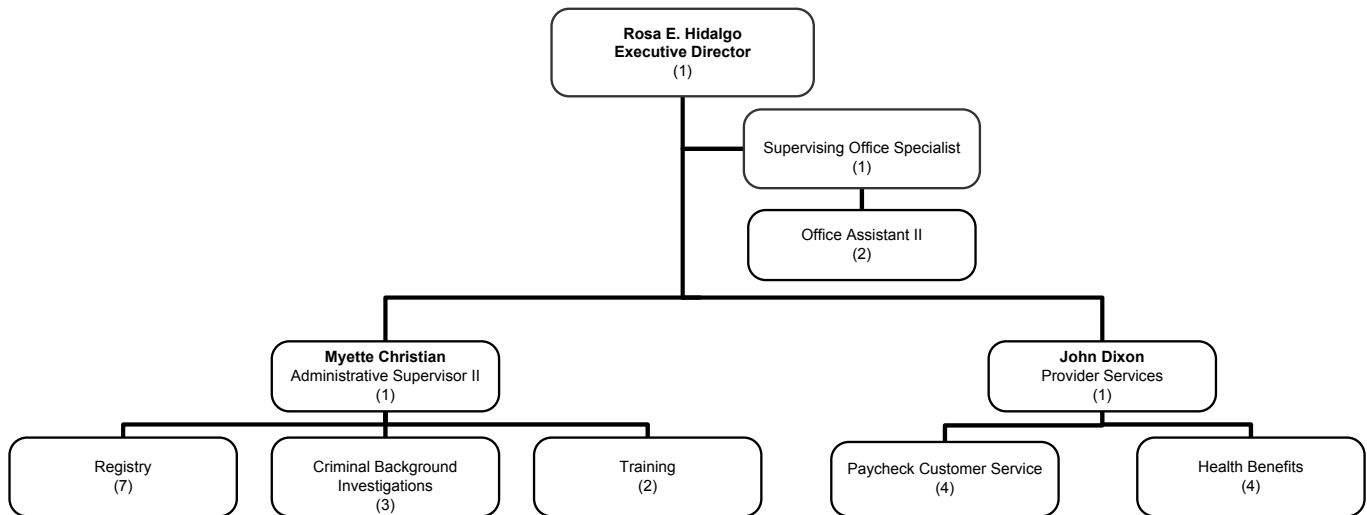 Rosa E. Hidalgo
Executive Director
(1)
Supervising Office Specialist
(1)
Office Assistant II
(2)
Myette Christian
Administrative Supervisor II
(1)
John Dixon
Provider Services
(1)
Registry
(7)
Criminal Background
Investigations
(3)
Training
(2)
Paycheck Customer Service
(4)
Health Benefits
(4)